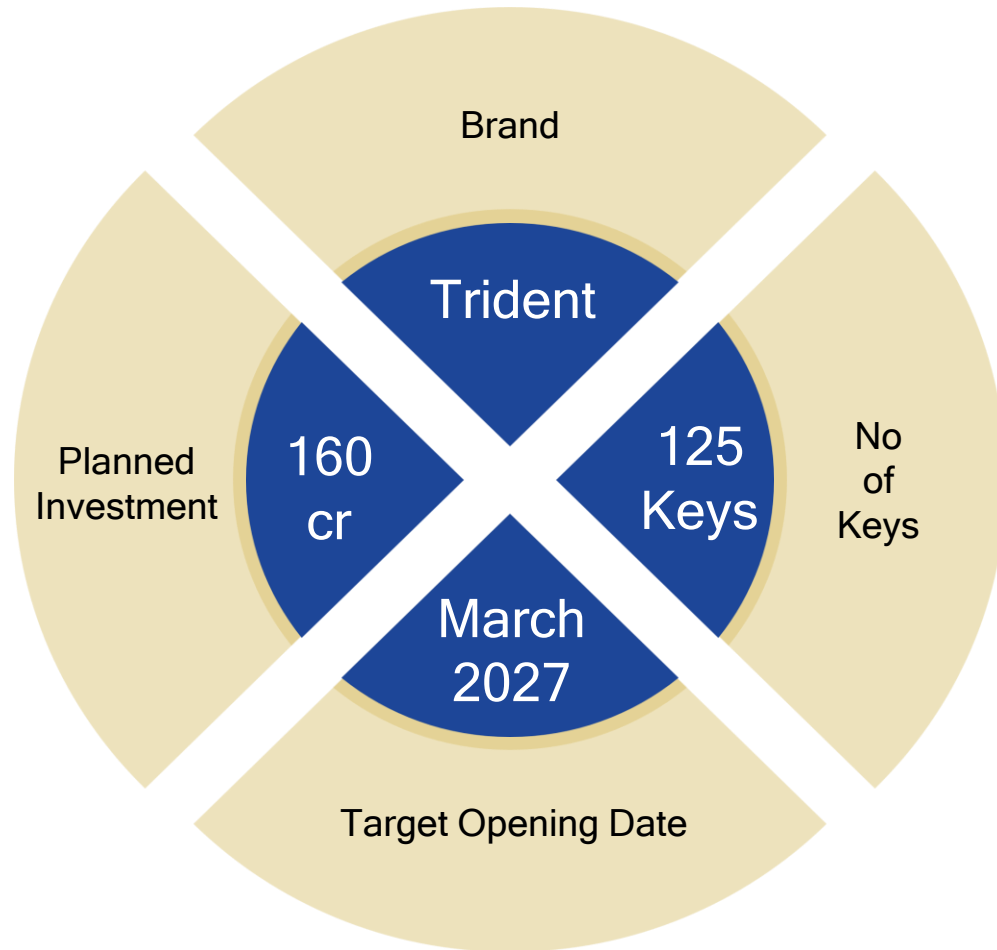 Brand
Trident
Planned
Investment
160
cr
125
Keys
No
of
Keys
March
2027
Target Opening Date